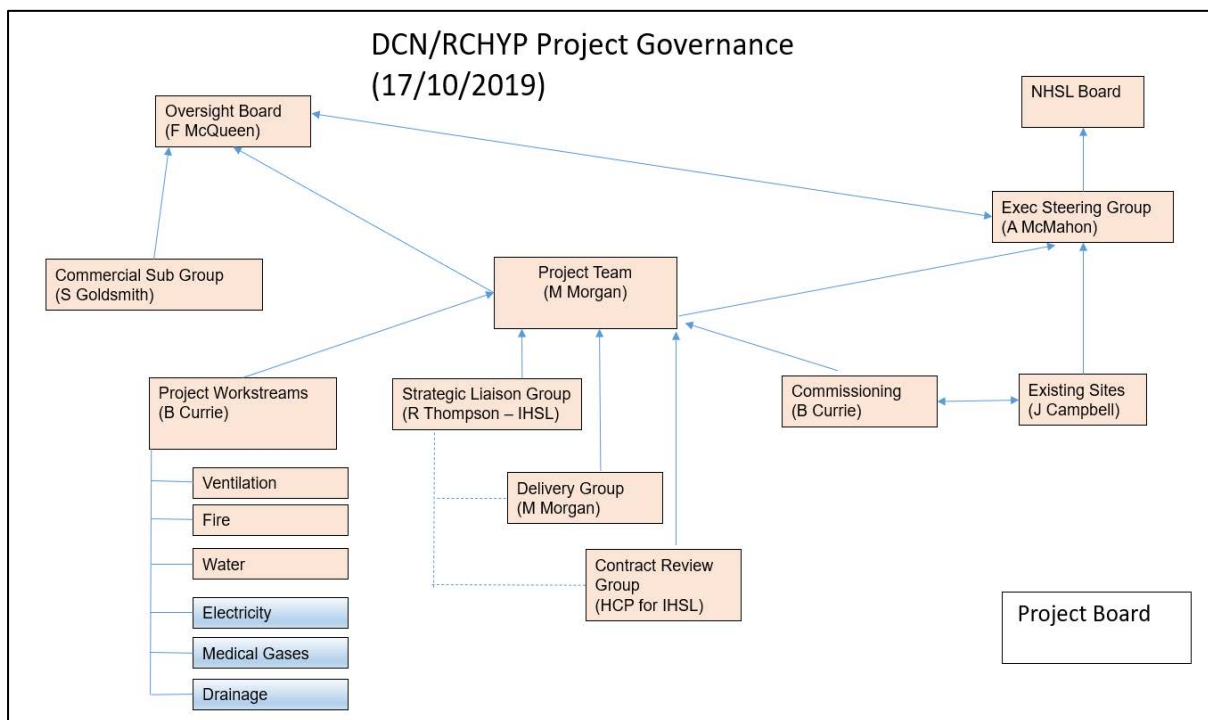 DCN/RCHYP Project Governance
(17/10/2019)
Oversight Board
(F McQueen)
NHSL Board
Exec Steering Group
(A McMahon)
Commercial Sub Group
(S Goldsmith)
Project Team
(M Morgan)
Project Workstreams
(B Currie)
Strategic Liaison Group
(R Thompson – IHSL)
Commissioning
(B Currie)
Existing Sites
(J Campbell)
Ventilation
Fire
Water
Electricity
Medical Gases
Drainage
Delivery Group
(M Morgan)
Contract Review
Group
(HCP for IHSL)
Project Board